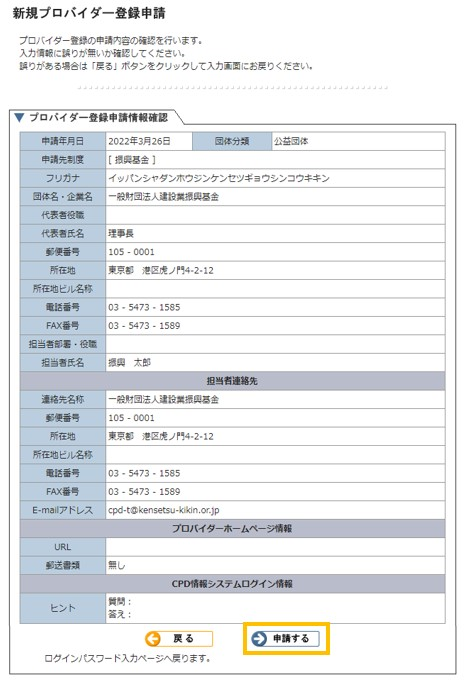 新規プロバイダー登録申請
プロバイダー登録の申請内容の確認を行います。
入力情報に誤りが無いか確認してください。
誤りがある場合は「戻る」ボタンをクリックして入力画面にお戻りください。
▼ プロバイダー登録申請情報確認
申請年月日 2022年3月26日 団体分類 公益団体
申請先制度 [ 振興基金 ]
フリガナ イッパンシャダンホウジンケンセツギョウシンコウキキン
団体名・企業名 一般財団法人建設業振興基金
代表者役職
代表者氏名 理事長
郵便番号 105 - 0001
所在地 東京都　港区虎ノ門4-2-12
所在地ビル名称
電話番号 03 - 5473 - 1585
FAX番号 03 - 5473 - 1589
担当者部署・役職
担当者氏名 振興　太郎
担当者連絡先
連絡先名称 一般財団法人建設業振興基金
郵便番号 105 - 0001
所在地 東京都　港区虎ノ門4-2-12
所在地ビル名称
電話番号 03 - 5473 - 1585
FAX番号 03 - 5473 - 1589
E-mailアドレス cpd-t@kensetsu-kikin.or.jp
プロバイダーホームページ情報
URL
郵送書類 無し
CPD情報システムログイン情報
ヒント 質問：
答え：
戻る 申請する
ログインパスワード入力ページへ戻ります。